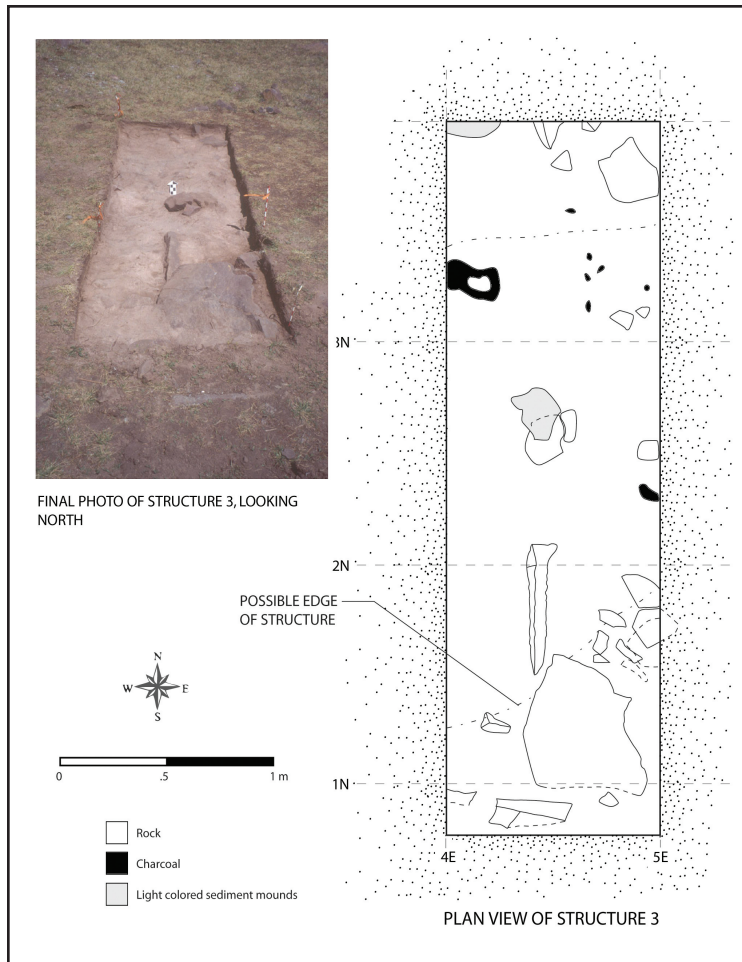 FINAL PHOTO OF STRUCTURE 3, LOOKING
NORTH
POSSIBLE EDGE
OF STRUCTURE
N
W
E
S
0
.5
1 m
Rock
Charcoal
Light colored sediment mounds
3N
2N
1N
4E
5E
PLAN VIEW OF STRUCTURE 3